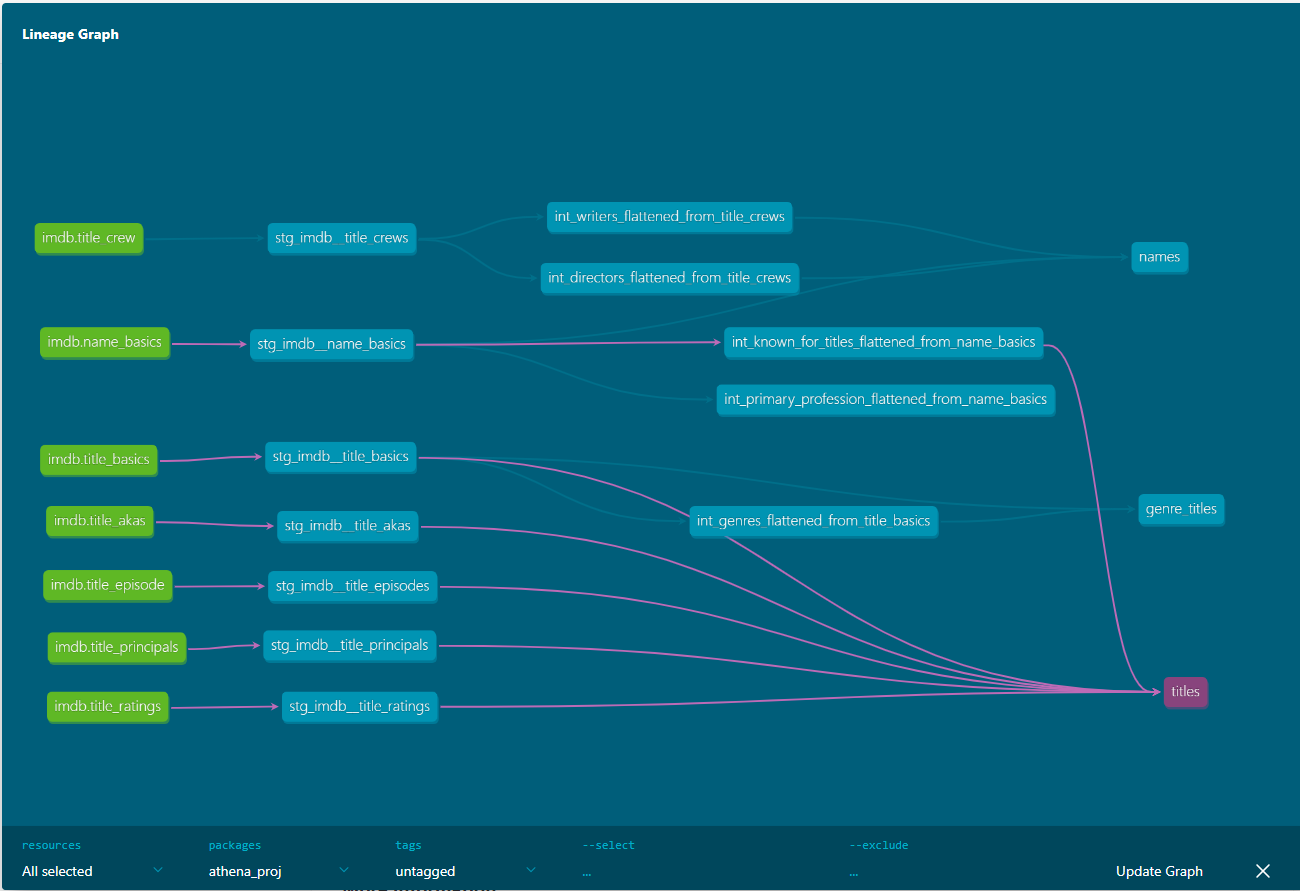 Lineage Graph
int_writers_flattened_from_title_crews
imdb.title_crew
stg_imdb__title_crews
names
int_directors_flattened_from_title_crews
imdb.name_basics
stg_imdb__name_basics
int_known_for_titles_flattened_from_name_basics
int_primary_profession_flattened_from_name_basics
imdb.title_basics
stg_imdb__title_basics
genre_titles
imdb.title_akas
stg_imdb__title_akas
int_genres_flattened_from_title_basics
imdb.title_episode
stg_imdb__title_episodes
imdb.title_principals
stg_imdb__title_principals
titles
imdb.title_ratings
stg_imdb__title_ratings
resources
packages
tags
--select
--exclude
All selected
athena_proj
untagged
...
...
Update Graph